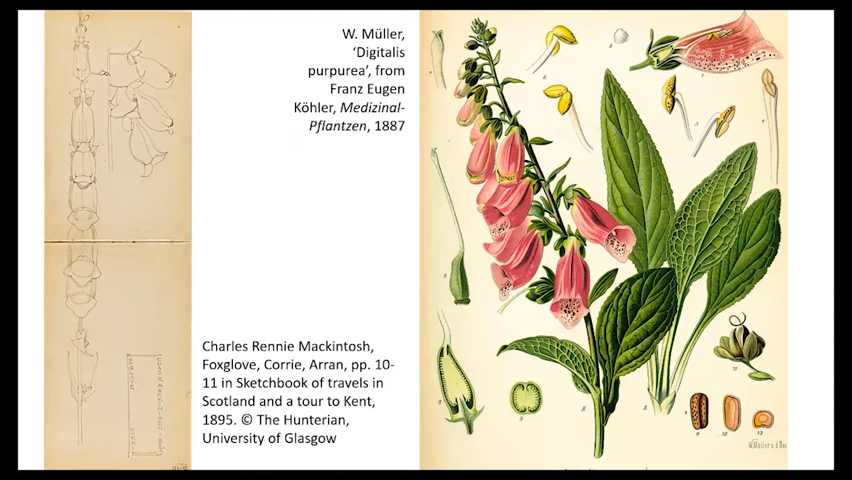 W. Müller,
‘Digitalis
purpurea’, from
Franz Eugen
Köhler, Medizinal-
Pflantzen, 1887
Charles Rennie Mackintosh,
Foxglove, Corrie, Arran, pp. 10-
11 in Sketchbook of travels in
Scotland and a tour to Kent,
1895. © The Hunterian,
University of Glasgow